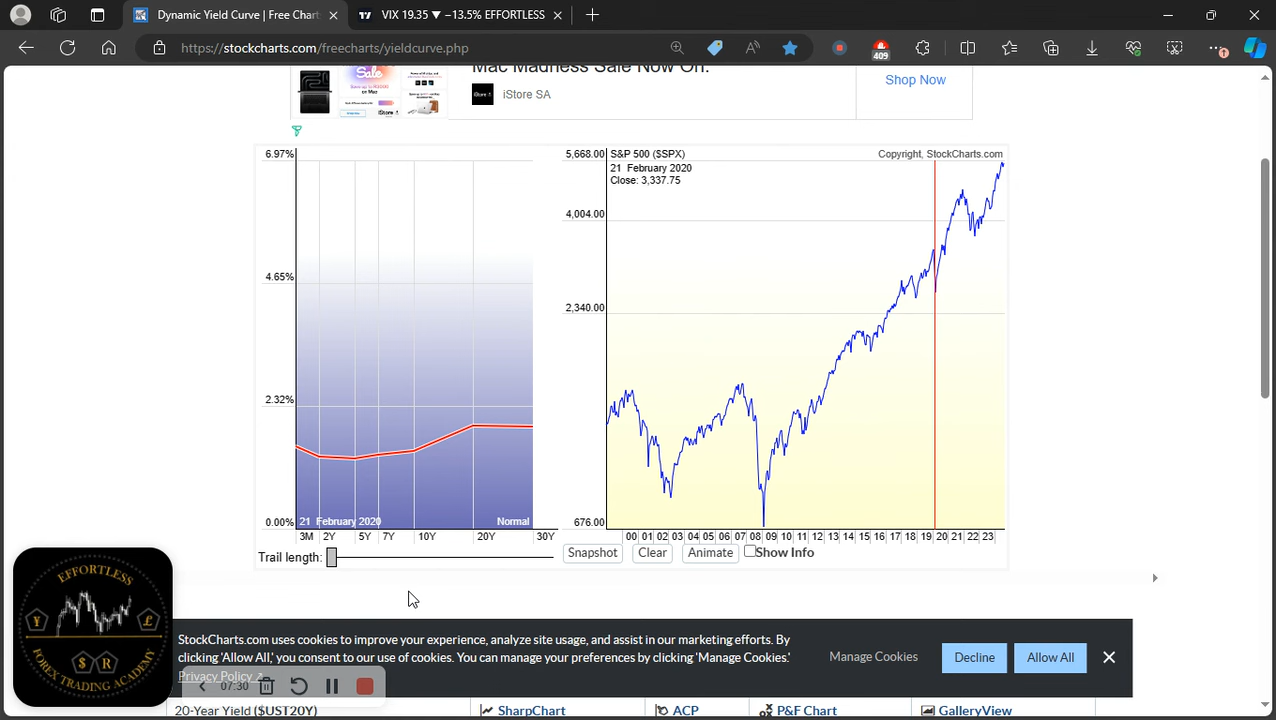 Dynamic Yield Curve | Free Char
VIX 19.35 ▼ −13.5% EFFORTLESS
https://stockcharts.com/freecharts/yieldcurve.php
409
Sale
Mac Madness Sale Now On.
iStore SA
Shop Now
6.97%
4.65%
2.32%
0.00%
21 February 2020
Normal
3M 2Y 5Y 7Y 10Y 20Y 30Y
Trail length:
5,668.00
4,004.00
2,340.00
676.00
S&P 500 ($SPX)
21 February 2020
Close: 3,337.75
Copyright, StockCharts.com
00 01 02 03 04 05 06 07 08 09 10 11 12 13 14 15 16 17 18 19 20 21 22 23
Snapshot Clear Animate Show Info
EFFORTLESS
FOREX TRADING ACADEMY
¥ £ $ R
StockCharts.com uses cookies to improve your experience, analyze site usage, and assist in our marketing efforts. By
clicking 'Allow All,' you consent to our use of cookies. You can manage your preferences by clicking 'Manage Cookies.'
Privacy Policy
Manage Cookies
Decline
Allow All
07:30
20-Year Yield ($UST20Y) SharpChart ACP P&F Chart GalleryView